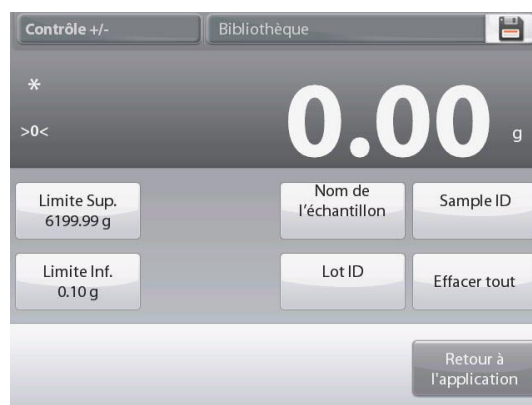 Contrôle +/-
Bibliothèque
*
>0<
0.00 g
Limite Sup.
6199.99 g
Nom de
l'échantillon
Sample ID
Limite Inf.
0.10 g
Lot ID
Effacer tout
Retour à
l'application